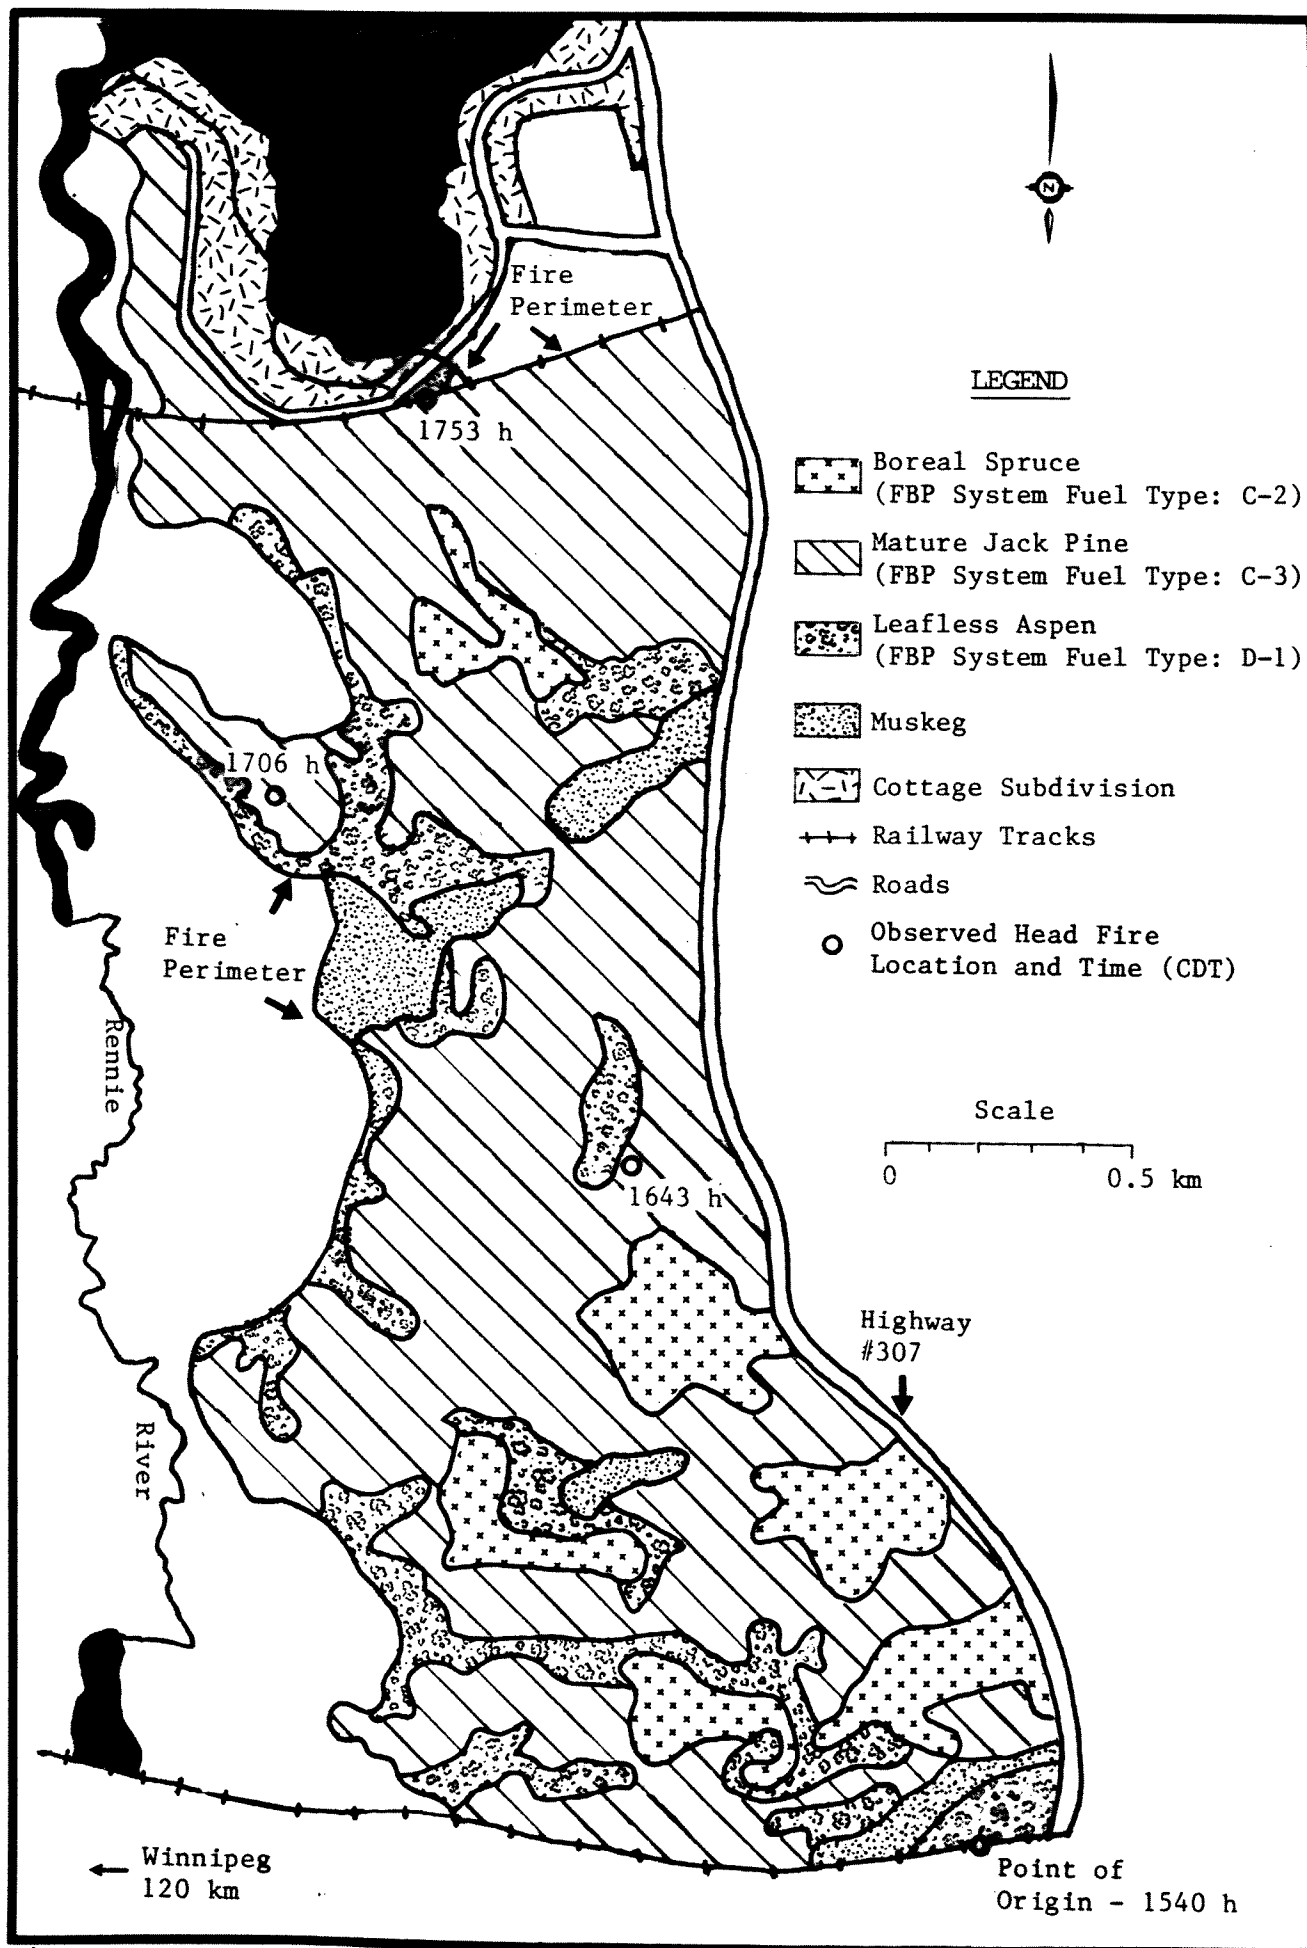 N
Fire
Perimeter
1753 h
LEGEND
Boreal Spruce
(FBP System Fuel Type: C-2)
Mature Jack Pine
(FBP System Fuel Type: C-3)
Leafless Aspen
(FBP System Fuel Type: D-1)
Muskeg
Cottage Subdivision
Railway Tracks
Roads
Observed Head Fire
Location and Time (CDT)
1706 h
Fire
Perimeter
Rennie
River
1643 h
Scale
0 0.5 km
Highway
#307
Winnipeg
120 km
Point of
Origin - 1540 h